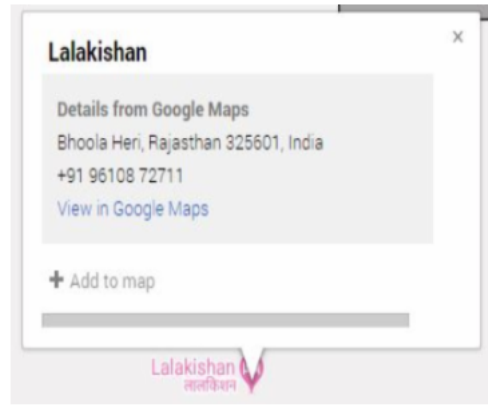 Lalakishan
×
Details from Google Maps
Bhoola Heri, Rajasthan 325601, India
+91 96108 72711
View in Google Maps
+ Add to map
Lalakishan
लालकिशन